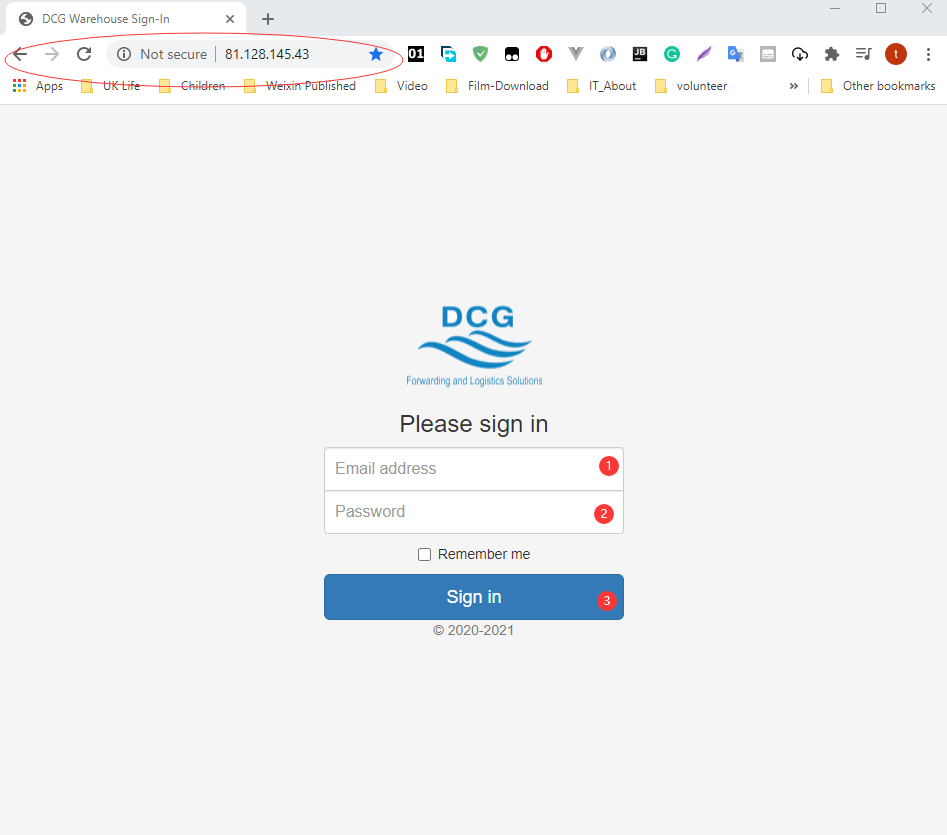 DCG Warehouse Sign-In
Not secure 81.128.145.43
01 JB G G t
Apps UK Life Children Weixin Published Video Film-Download IT_About volunteer » Other bookmarks
DCG
Forwarding and Logistics Solutions
Please sign in
Email address 1
Password 2
Remember me
Sign in 3
© 2020-2021